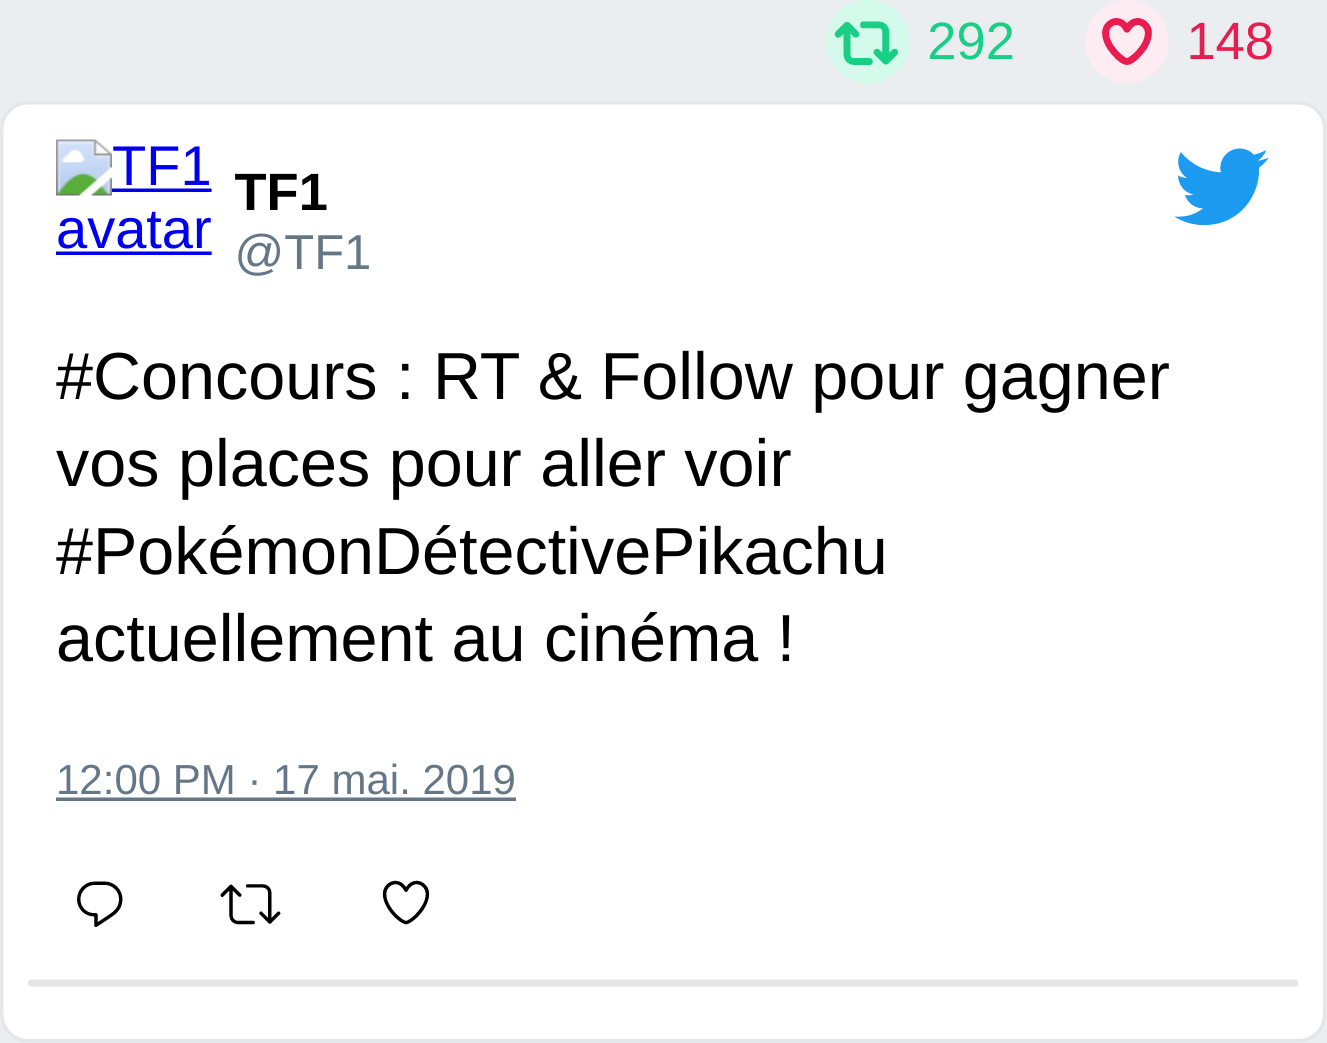 292 148
TF1
avatar
TF1
@TF1
#Concours : RT & Follow pour gagner
vos places pour aller voir
#PokémonDétectivePikachu
actuellement au cinéma !
12:00 PM · 17 mai. 2019